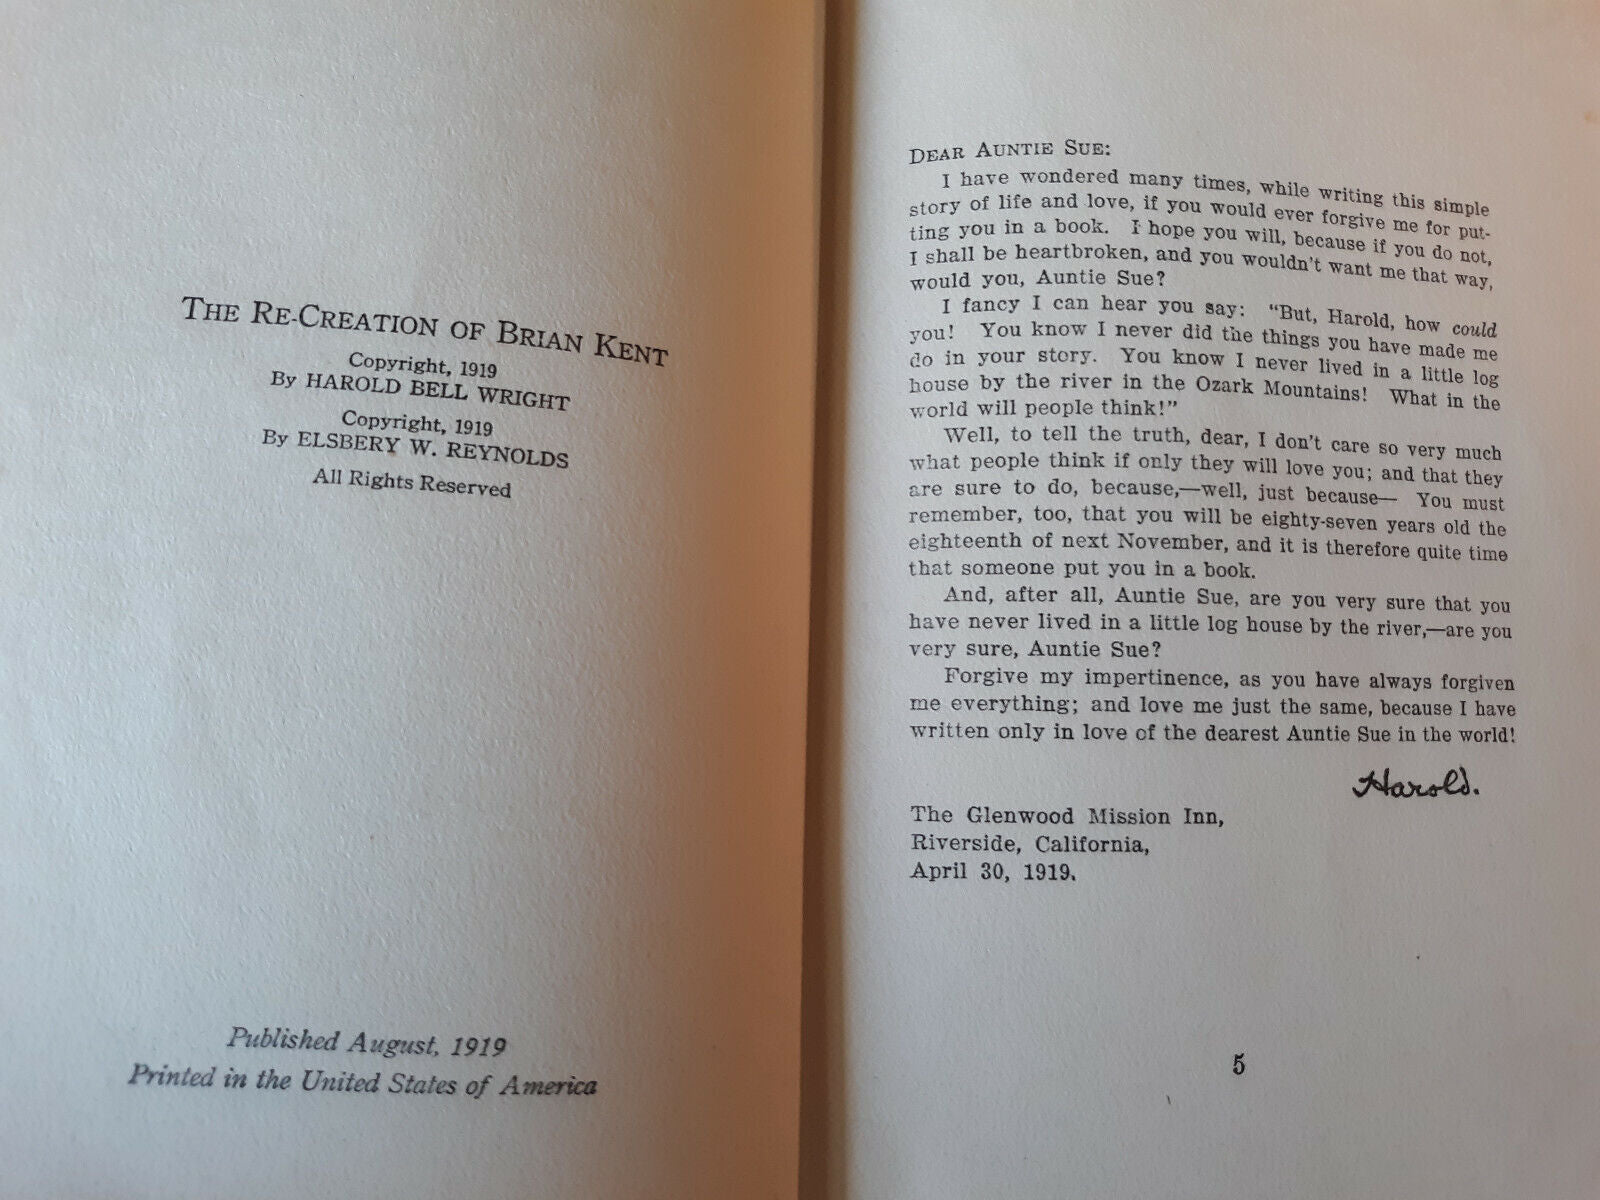 THE RE-CREATION OF BRIAN KENT
Copyright, 1919
By HAROLD BELL WRIGHT
Copyright, 1919
By ELSBERY W. REYNOLDS
All Rights Reserved
Published August, 1919
Printed in the United States of America
DEAR AUNTIE SUE:
I have wondered many times, while writing this simple
story of life and love, if you would ever forgive me for put-
ting you in a book. I hope you will, because if you do not,
I shall be heartbroken, and you wouldn't want me that way,
would you, Auntie Sue?
I fancy I can hear you say: "But, Harold, how could
you! You know I never did the things you have made me
do in your story. You know I never lived in a little log
house by the river in the Ozark Mountains! What in the
world will people think!"
Well, to tell the truth, dear, I don't care so very much
what people think if only they will love you; and that they
are sure to do, because,—well, just because— You must
remember, too, that you will be eighty-seven years old the
eighteenth of next November, and it is therefore quite time
that someone put you in a book.
And, after all, Auntie Sue, are you very sure that you
have never lived in a little log house by the river,—are you
very sure, Auntie Sue?
Forgive my impertinence, as you have always forgiven
me everything; and love me just the same, because I have
written only in love of the dearest Auntie Sue in the world!
Harold.
The Glenwood Mission Inn,
Riverside, California,
April 30, 1919.
5